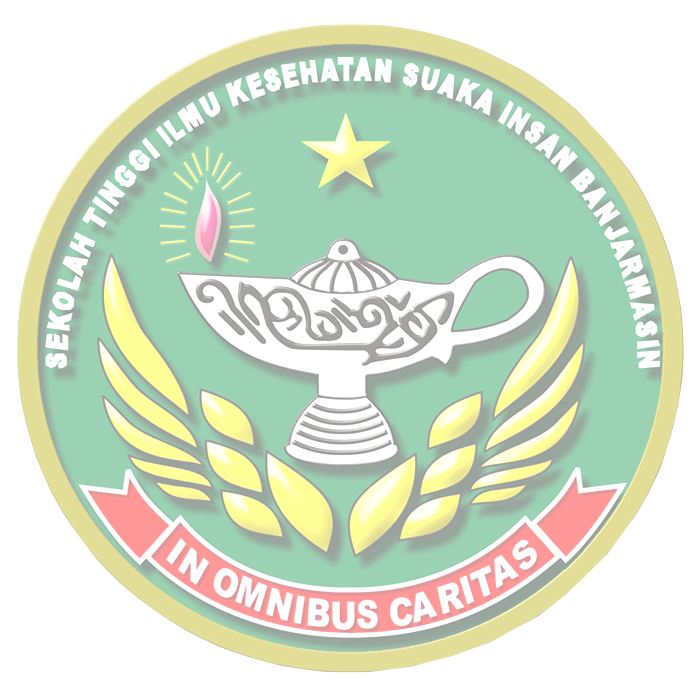 SEKOLAH TINGGI ILMU KESEHATAN SUAKA INSAN BANJARMASIN
IN OMNIBUS CARITAS